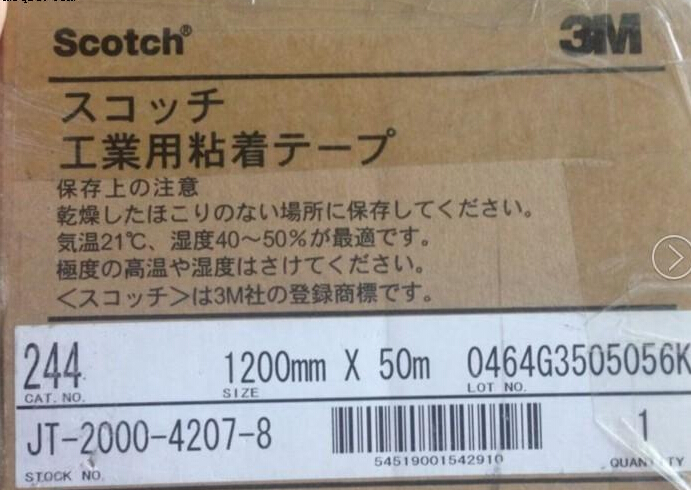 Scotch® 3M
スコッチ
工業用粘着テープ
保存上の注意
乾燥したほこりのない場所に保存してください。
気温21℃、湿度40～50%が最適です。
極度の高温や湿度はさけてください。
＜スコッチ＞は3M社の登録商標です。
244 1200mm X 50m 0464G3505056K
CAT. NO. SIZE LOT NO.
JT-2000-4207-8 1
54519001542910
STOCK NO.